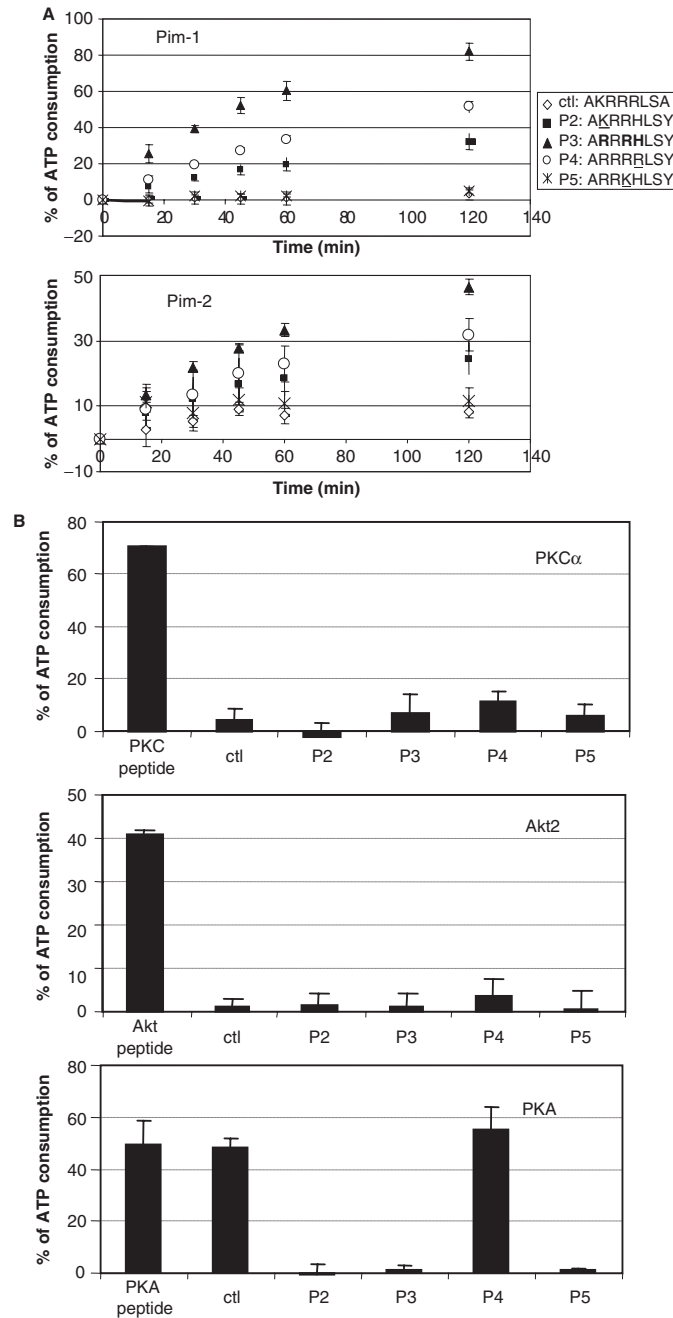 A
Pim-1
% of ATP consumption
100
80
60
40
20
0
−20
0
20
40
60
80
100
120
140
Time (min)
ctl: AKRRRLSA
P2: AKRRHLSY
P3: ARRRHLSY
P4: ARRRRLSY
P5: ARRKHLSY
Pim-2
% of ATP consumption
50
30
10
−10
0
20
40
60
80
100
120
140
Time (min)
B
PKCα
% of ATP consumption
80
60
40
20
0
PKC peptide
ctl
P2
P3
P4
P5
Akt2
% of ATP consumption
50
40
30
20
10
0
Akt peptide
ctl
P2
P3
P4
P5
PKA
% of ATP consumption
80
60
40
20
0
PKA peptide
ctl
P2
P3
P4
P5